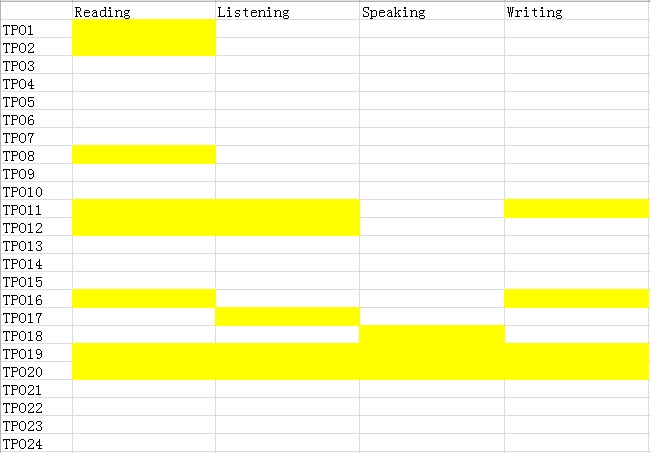 Reading Listening Speaking Writing
TPO1
TPO2
TPO3
TPO4
TPO5
TPO6
TPO7
TPO8
TPO9
TPO10
TPO11
TPO12
TPO13
TPO14
TPO15
TPO16
TPO17
TPO18
TPO19
TPO20
TPO21
TPO22
TPO23
TPO24